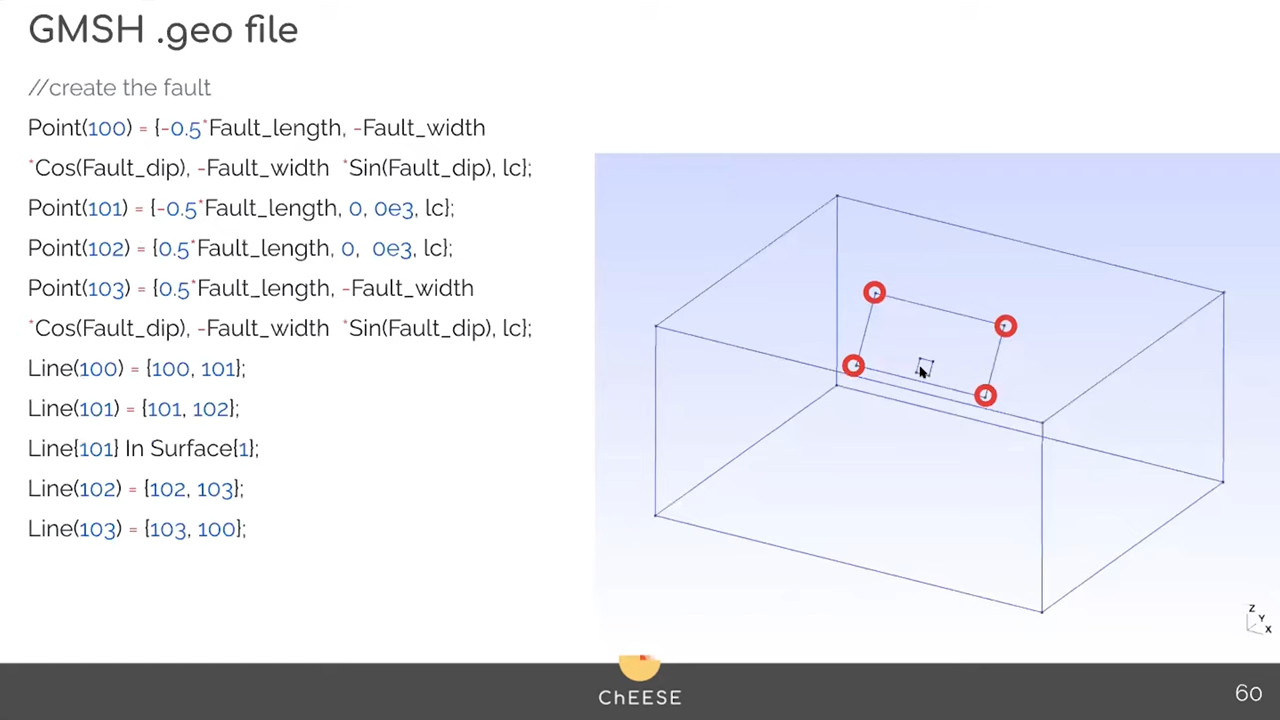 GMSH .geo file
//create the fault
Point(100) = {-0.5*Fault_length, -Fault_width
*Cos(Fault_dip), -Fault_width  *Sin(Fault_dip), lc};
Point(101) = {-0.5*Fault_length, 0, 0e3, lc};
Point(102) = {0.5*Fault_length, 0,  0e3, lc};
Point(103) = {0.5*Fault_length, -Fault_width
*Cos(Fault_dip), -Fault_width  *Sin(Fault_dip), lc};
Line(100) = {100, 101};
Line(101) = {101, 102};
Line{101} In Surface{1};
Line(102) = {102, 103};
Line(103) = {103, 100};
Z
Y
X
ChEESE
60